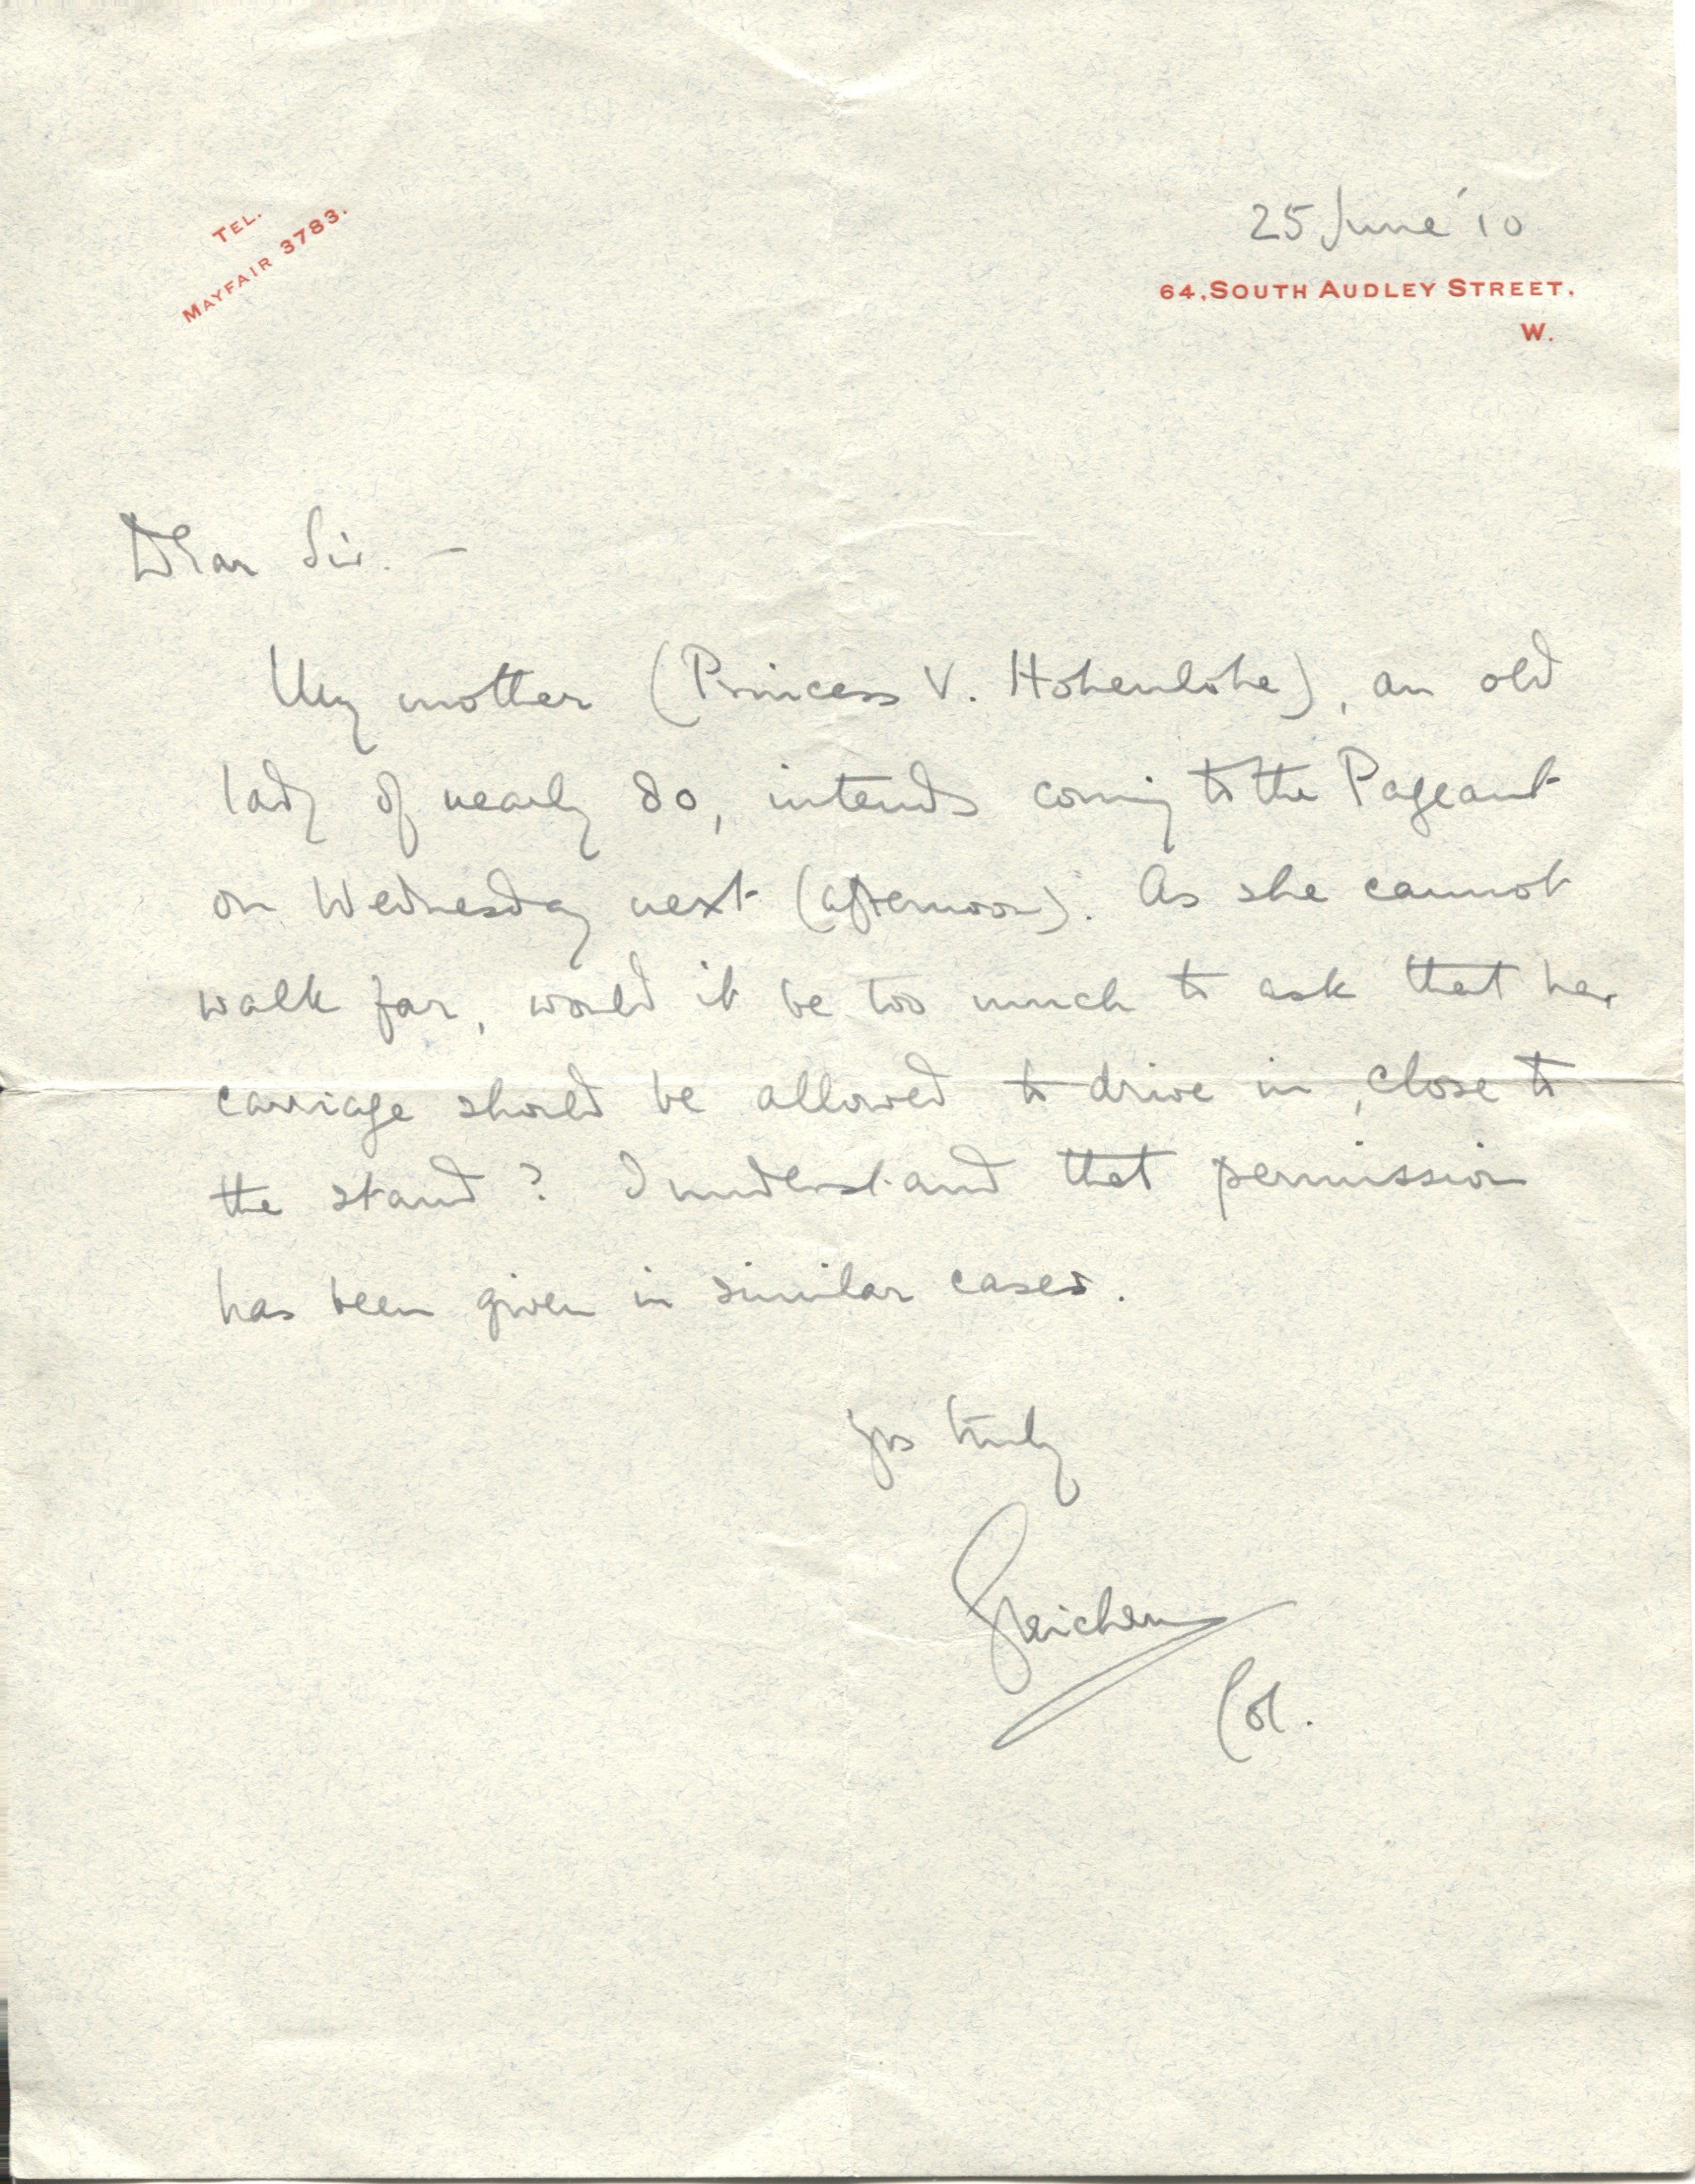 TEL.
MAYFAIR 3783.
25 June '10
64, SOUTH AUDLEY STREET,
W.
Dear Sir. —
My mother (Princess V. Hohenlohe), an old
lady of nearly 80, intends coming to the Pageant
on Wednesday next (afternoon). As she cannot
walk far, would it be too much to ask that her
carriage should be allowed to drive in, close to
the stand? I understand that permission
has been given in similar cases.
Yrs truly
Gleichen
Col.